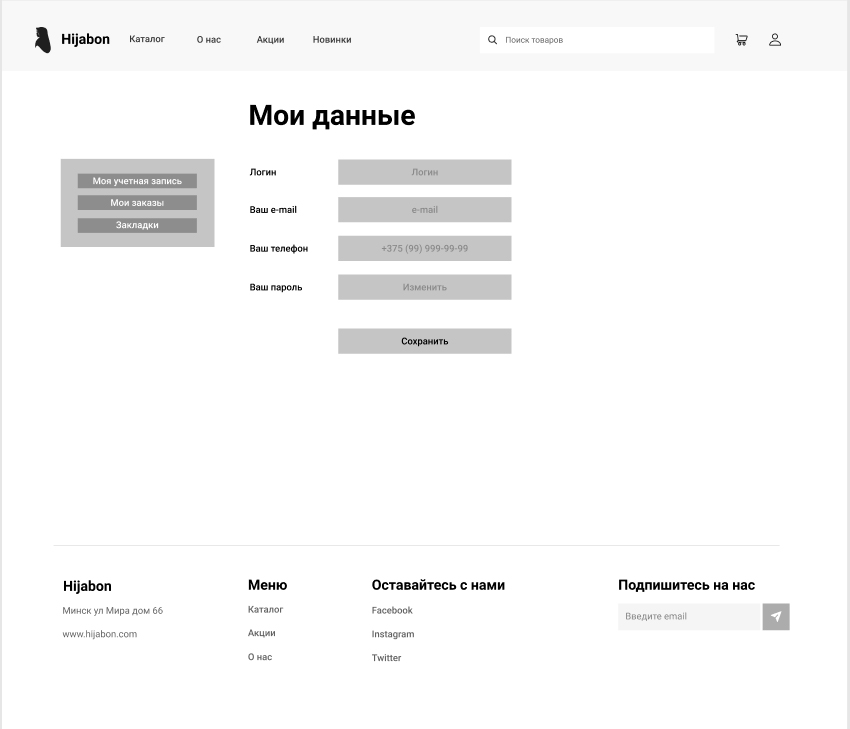 Hijabon
Каталог
О нас
Акции
Новинки
Поиск товаров
Мои данные
Моя учетная запись
Мои заказы
Закладки
Логин
Логин
Ваш e-mail
e-mail
Ваш телефон
+375 (99) 999-99-99
Ваш пароль
Изменить
Сохранить
Hijabon
Минск ул Мира дом 66
www.hijabon.com
Меню
Каталог
Акции
О нас
Оставайтесь с нами
Facebook
Instagram
Twitter
Подпишитесь на нас
Введите email